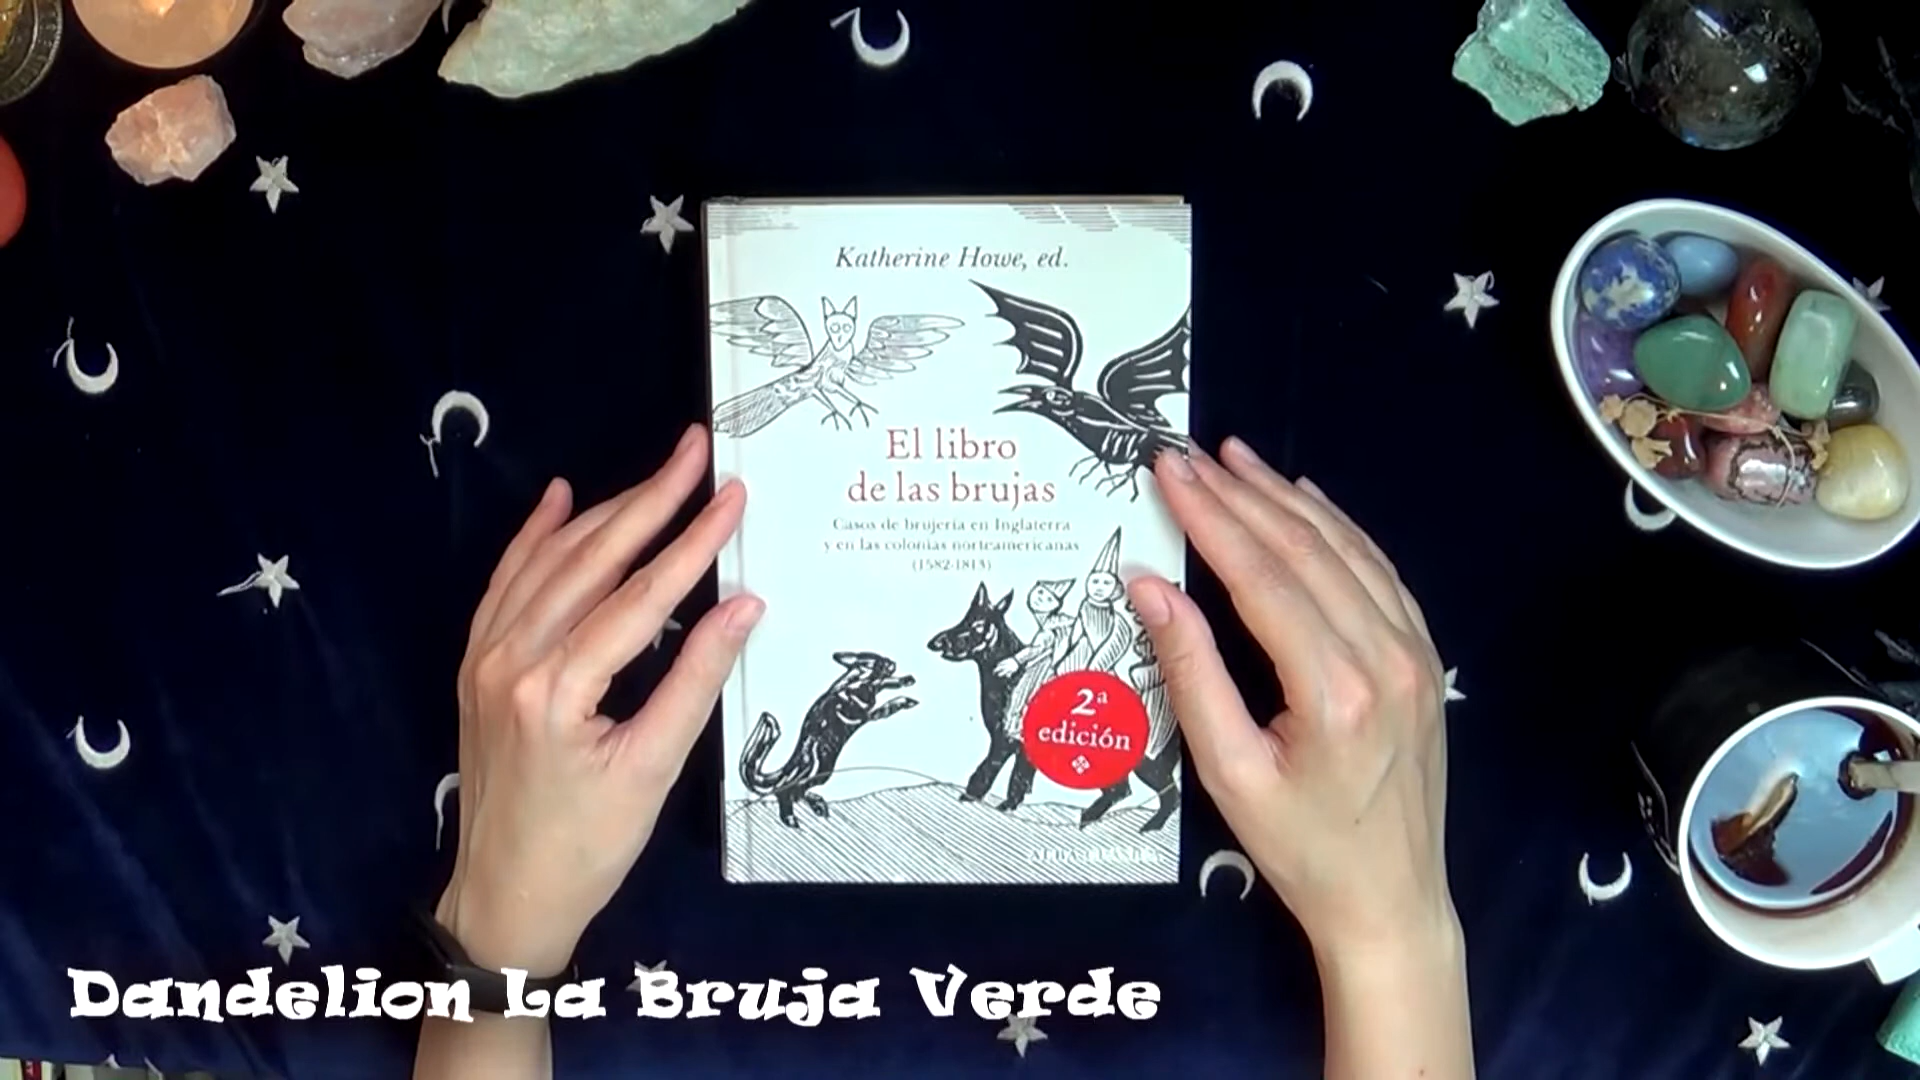 Katherine Howe, ed.
El libro
de las brujas
Casos de brujería en Inglaterra
y en las colonias norteamericanas
(1582-1813)
2ª
edición
Dandelion La Bruja Verde